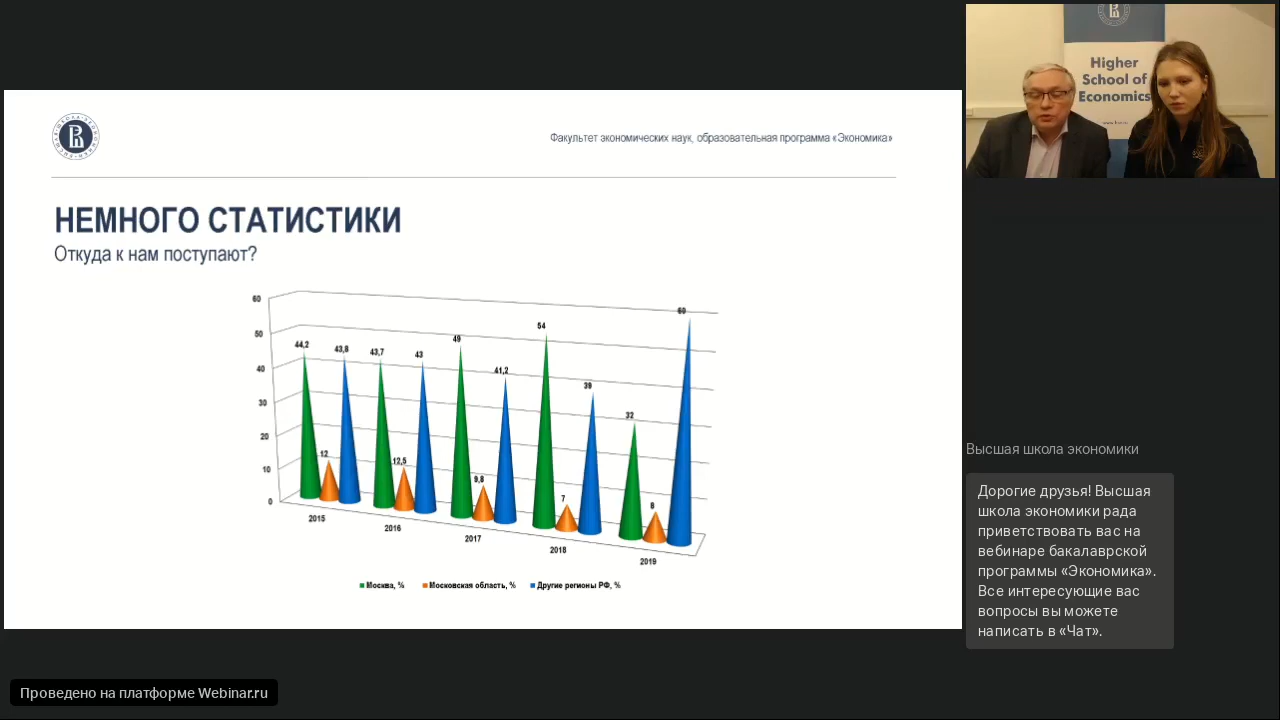 Факультет экономических наук, образовательная программа «Экономика»
НЕМНОГО СТАТИСТИКИ
Откуда к нам поступают?
60
50
40
30
20
10
0
44,2
12
43,8
43,7
12,5
43
49
9,8
41,2
54
7
39
32
8
60
2015
2016
2017
2018
2019
Москва, %
Московская область, %
Другие регионы РФ, %
Higher
School of
Economics
Высшая школа экономики
Дорогие друзья! Высшая
школа экономики рада
приветствовать вас на
вебинаре бакалаврской
программы «Экономика».
Все интересующие вас
вопросы вы можете
написать в «Чат».
Проведено на платформе Webinar.ru